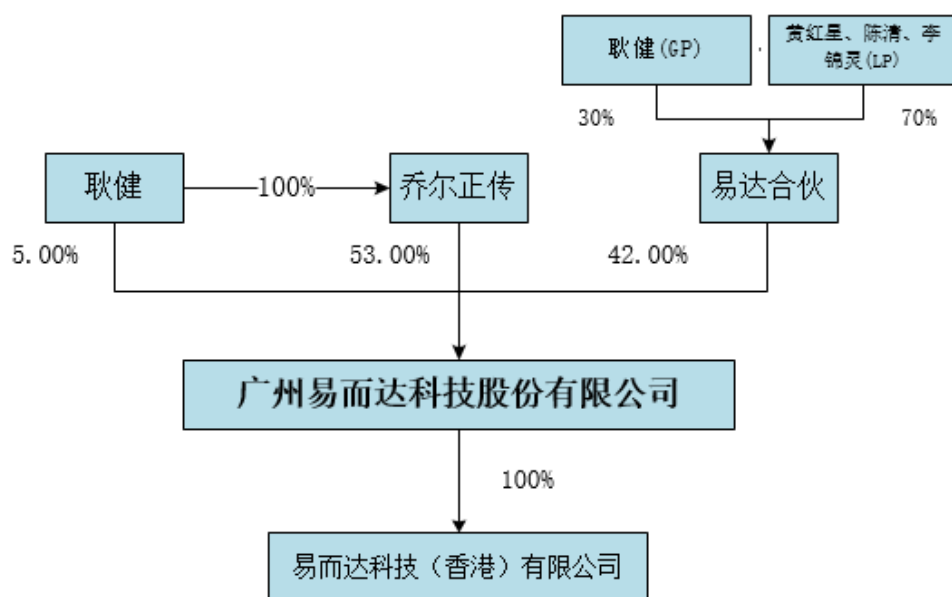 耿健(GP)
黄红星、陈清、李
锦灵(LP)
30%
70%
耿健
100%
乔尔正传
易达合伙
5.00%
53.00%
42.00%
广州易而达科技股份有限公司
100%
易而达科技（香港）有限公司